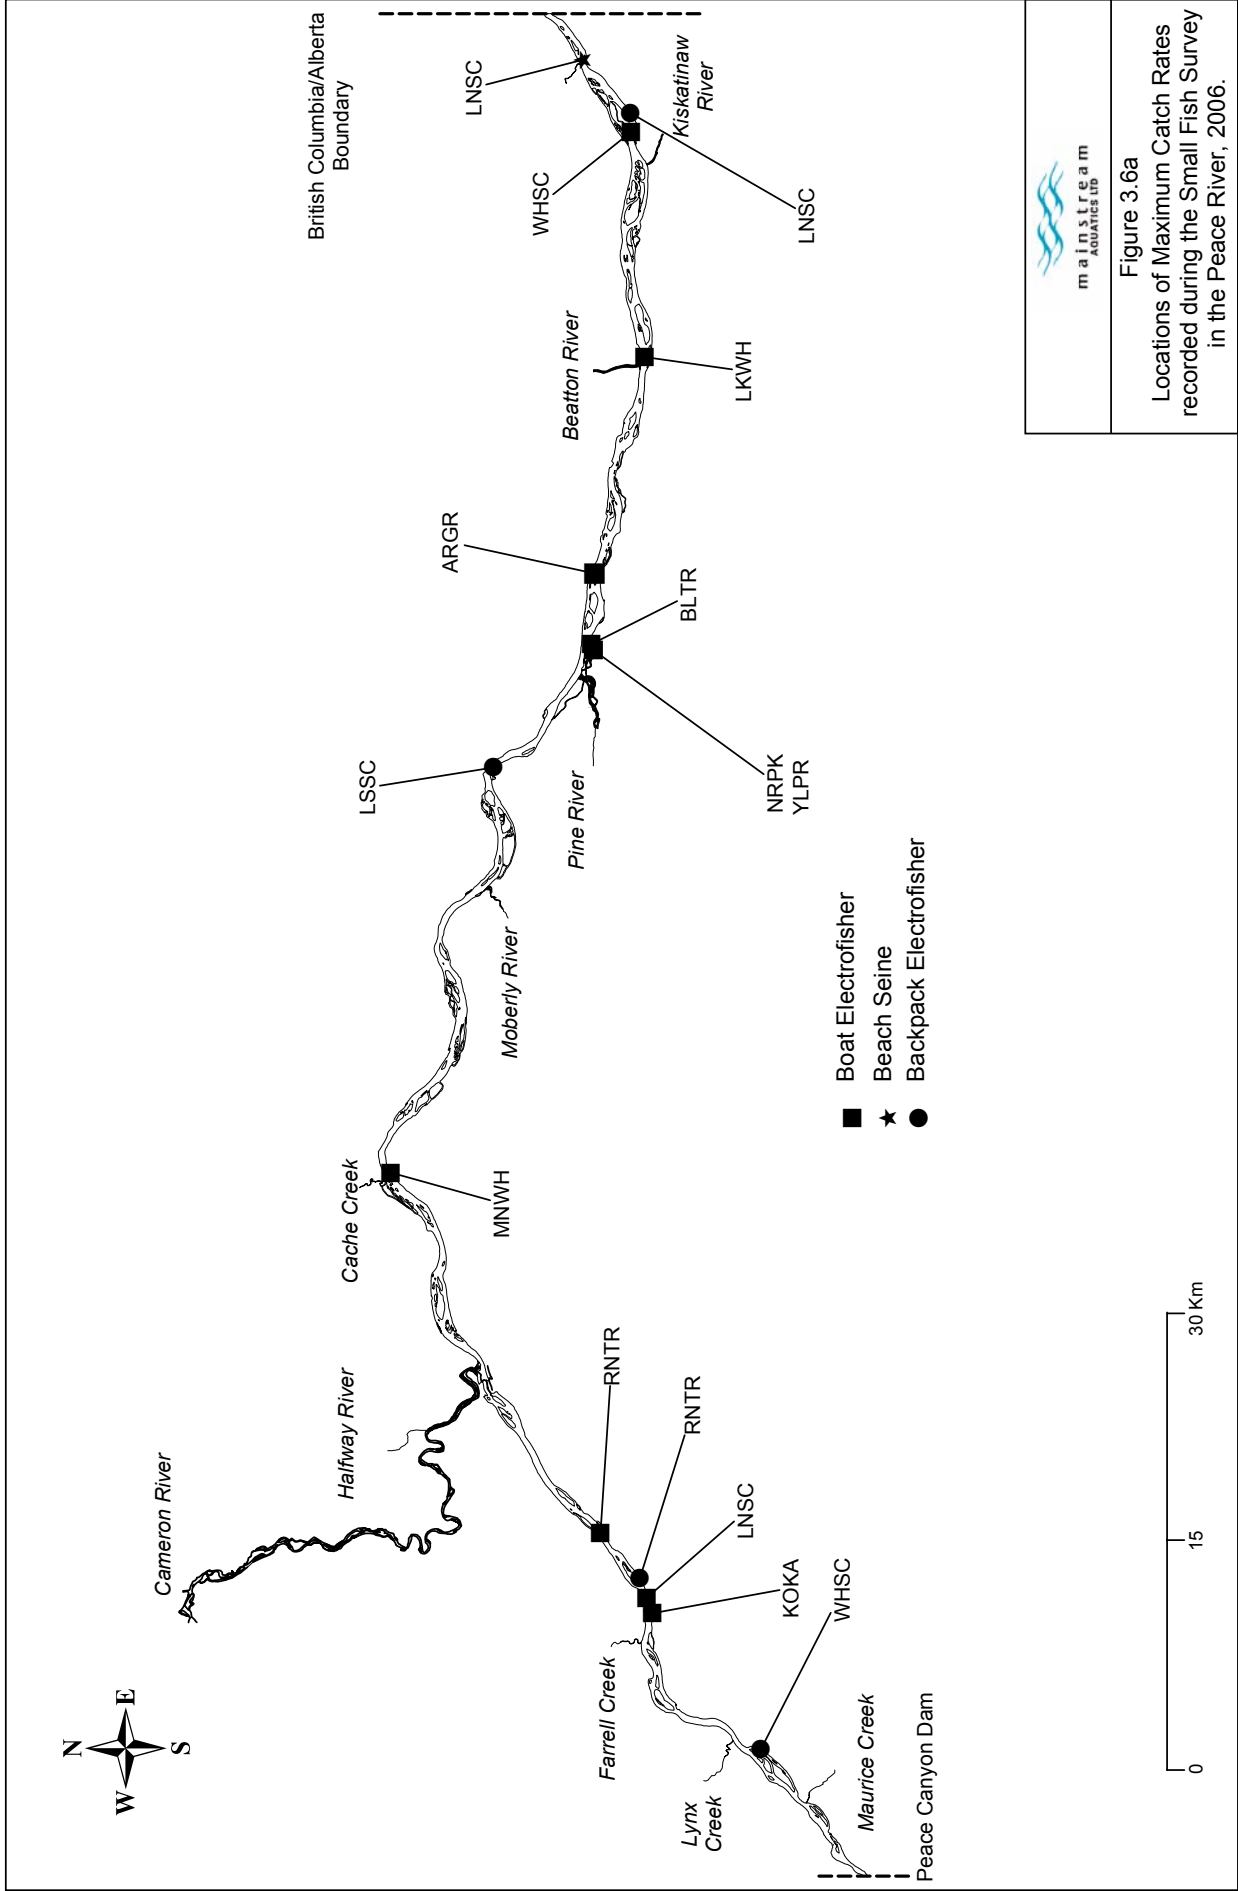 N
W
E
S
Cameron River
Halfway River
Cache Creek
British Columbia/Alberta
Boundary
LNSC
WHSC
Kiskatinaw
River
LNSC
Beatton River
LKWH
ARGR
BLTR
NRPK
YLPR
LSSC
Pine River
Moberly River
MNWH
RNTR
RNTR
LNSC
KOKA
WHSC
Farrell Creek
Lynx
Creek
Maurice Creek
Peace Canyon Dam
Boat Electrofisher
Beach Seine
Backpack Electrofisher
0
15
30 Km
mainstream
AQUATICS LTD
Figure 3.6a
Locations of Maximum Catch Rates
recorded during the Small Fish Survey
in the Peace River, 2006.